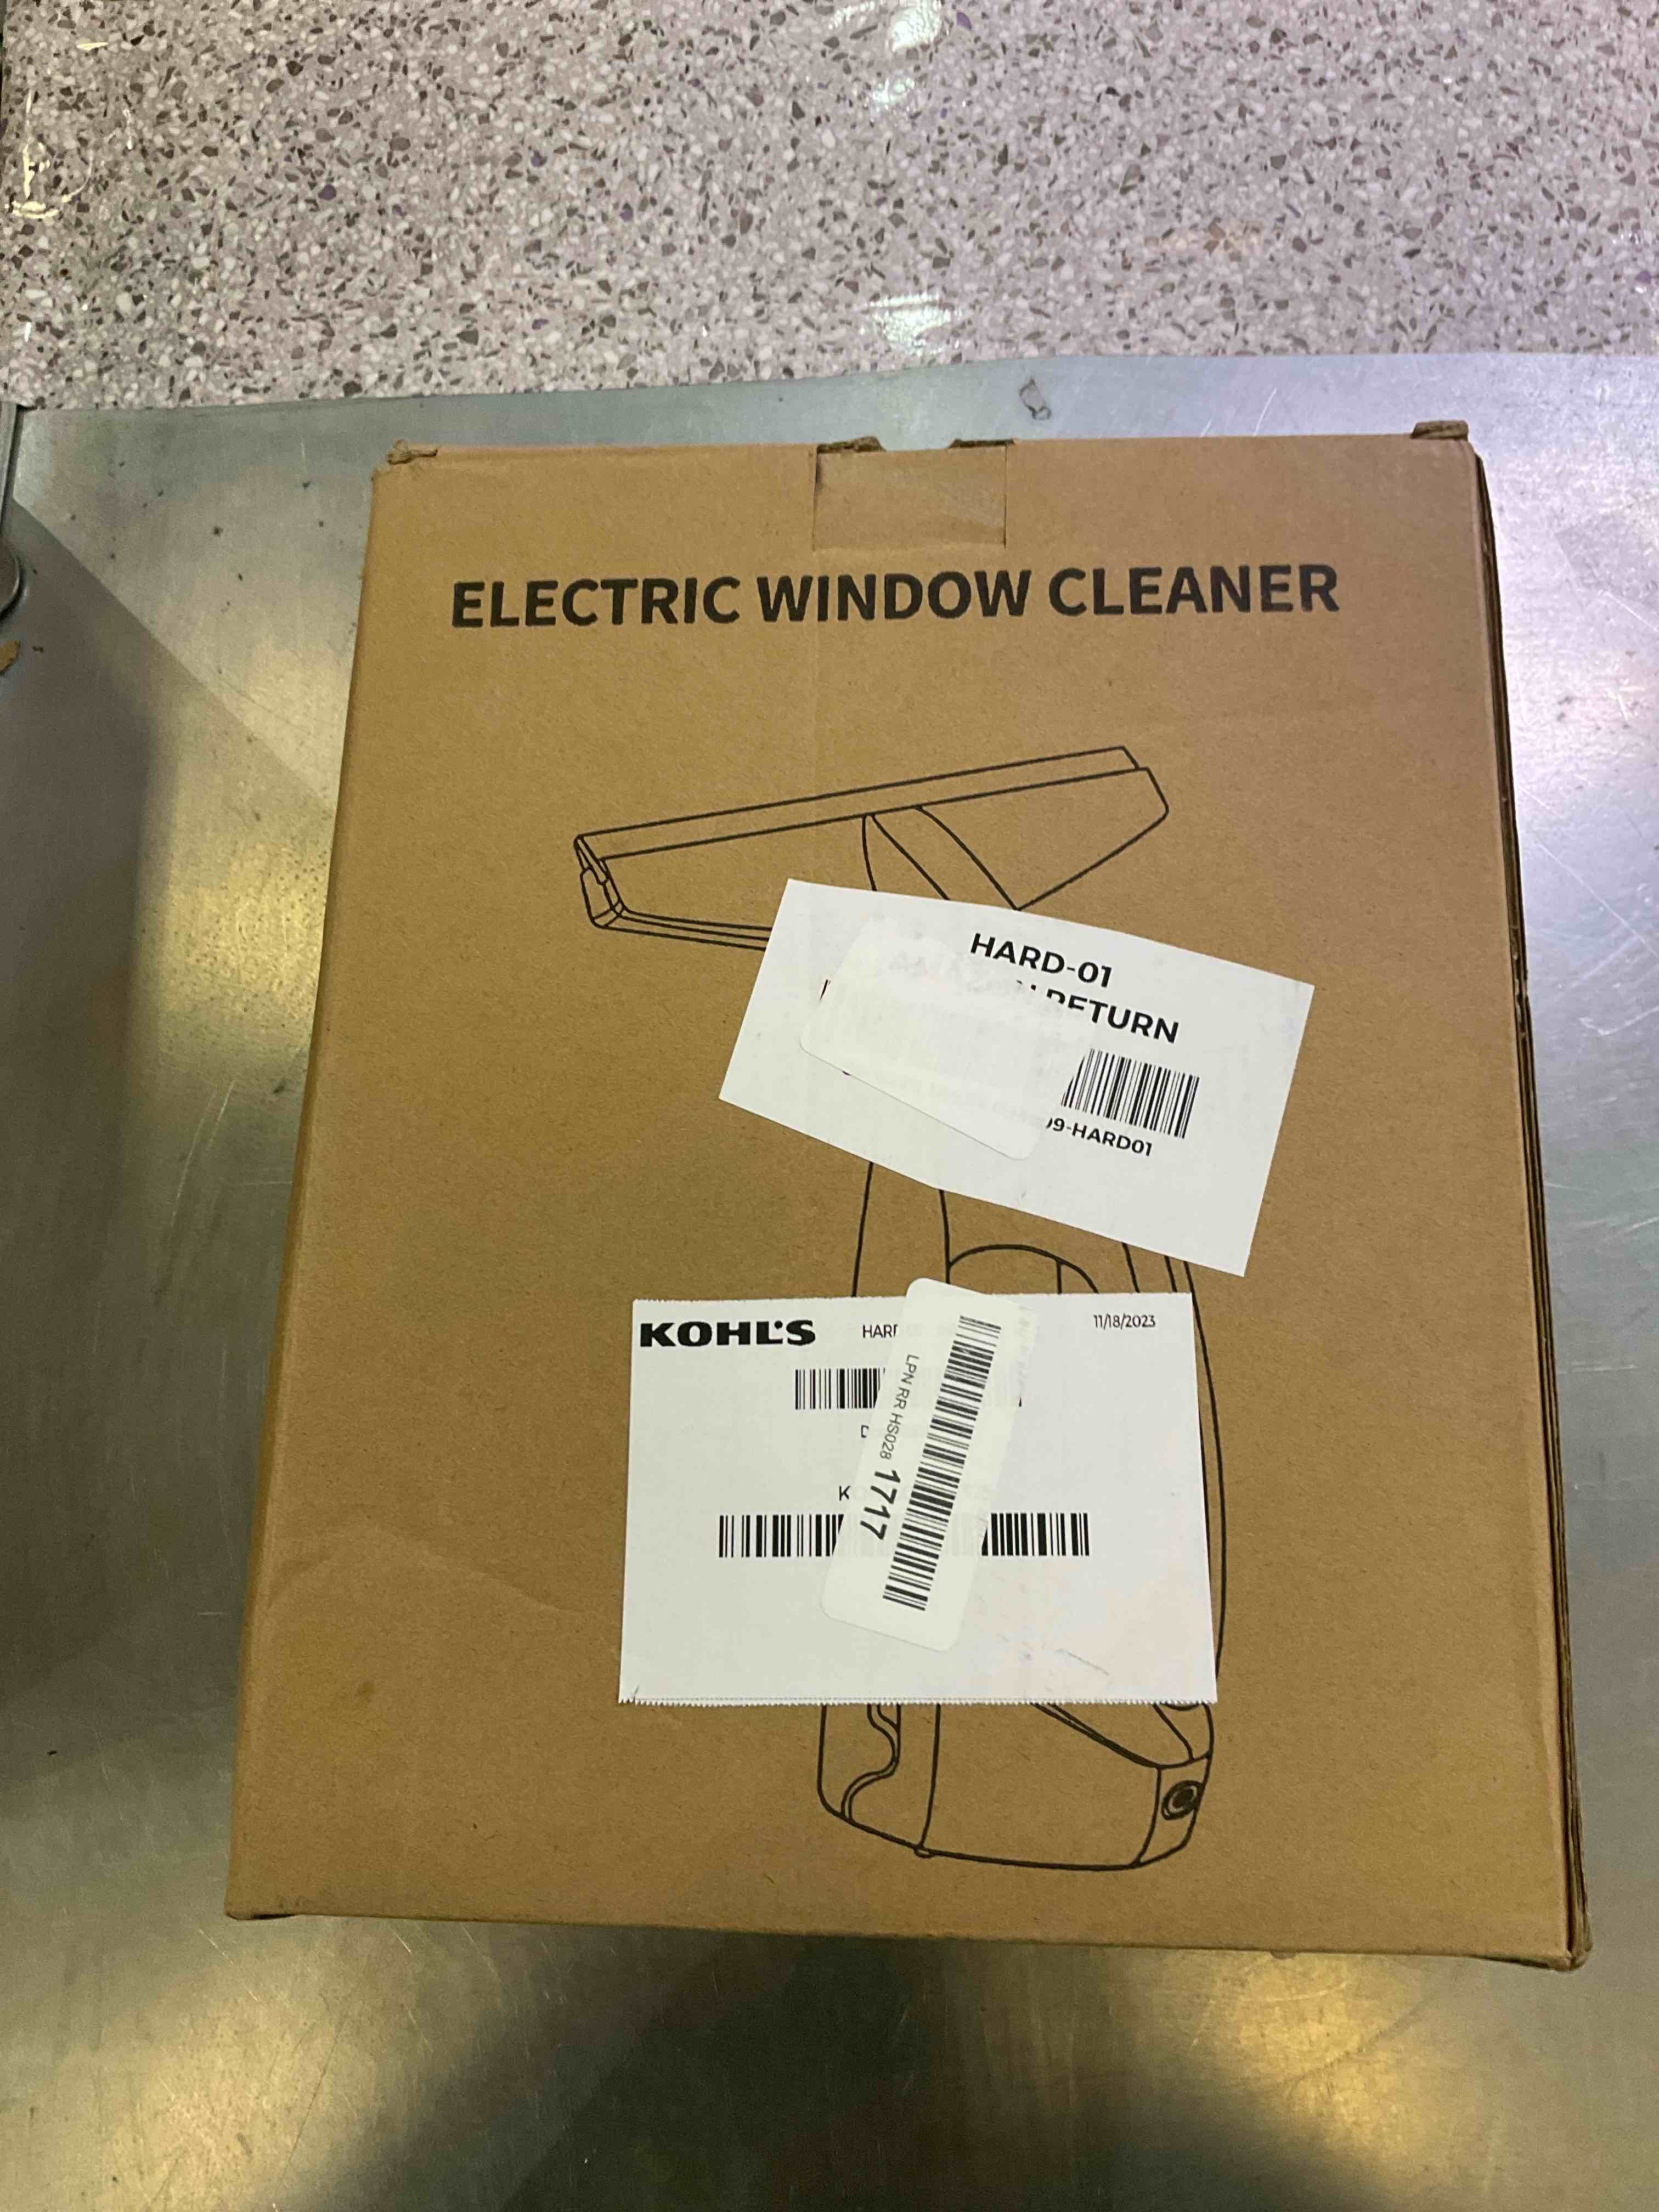 ELECTRIC WINDOW CLEANER
HARD-01
RETURN
9-HARD01
KOHL'S
11/18/2023
LPN RR HS028 1717